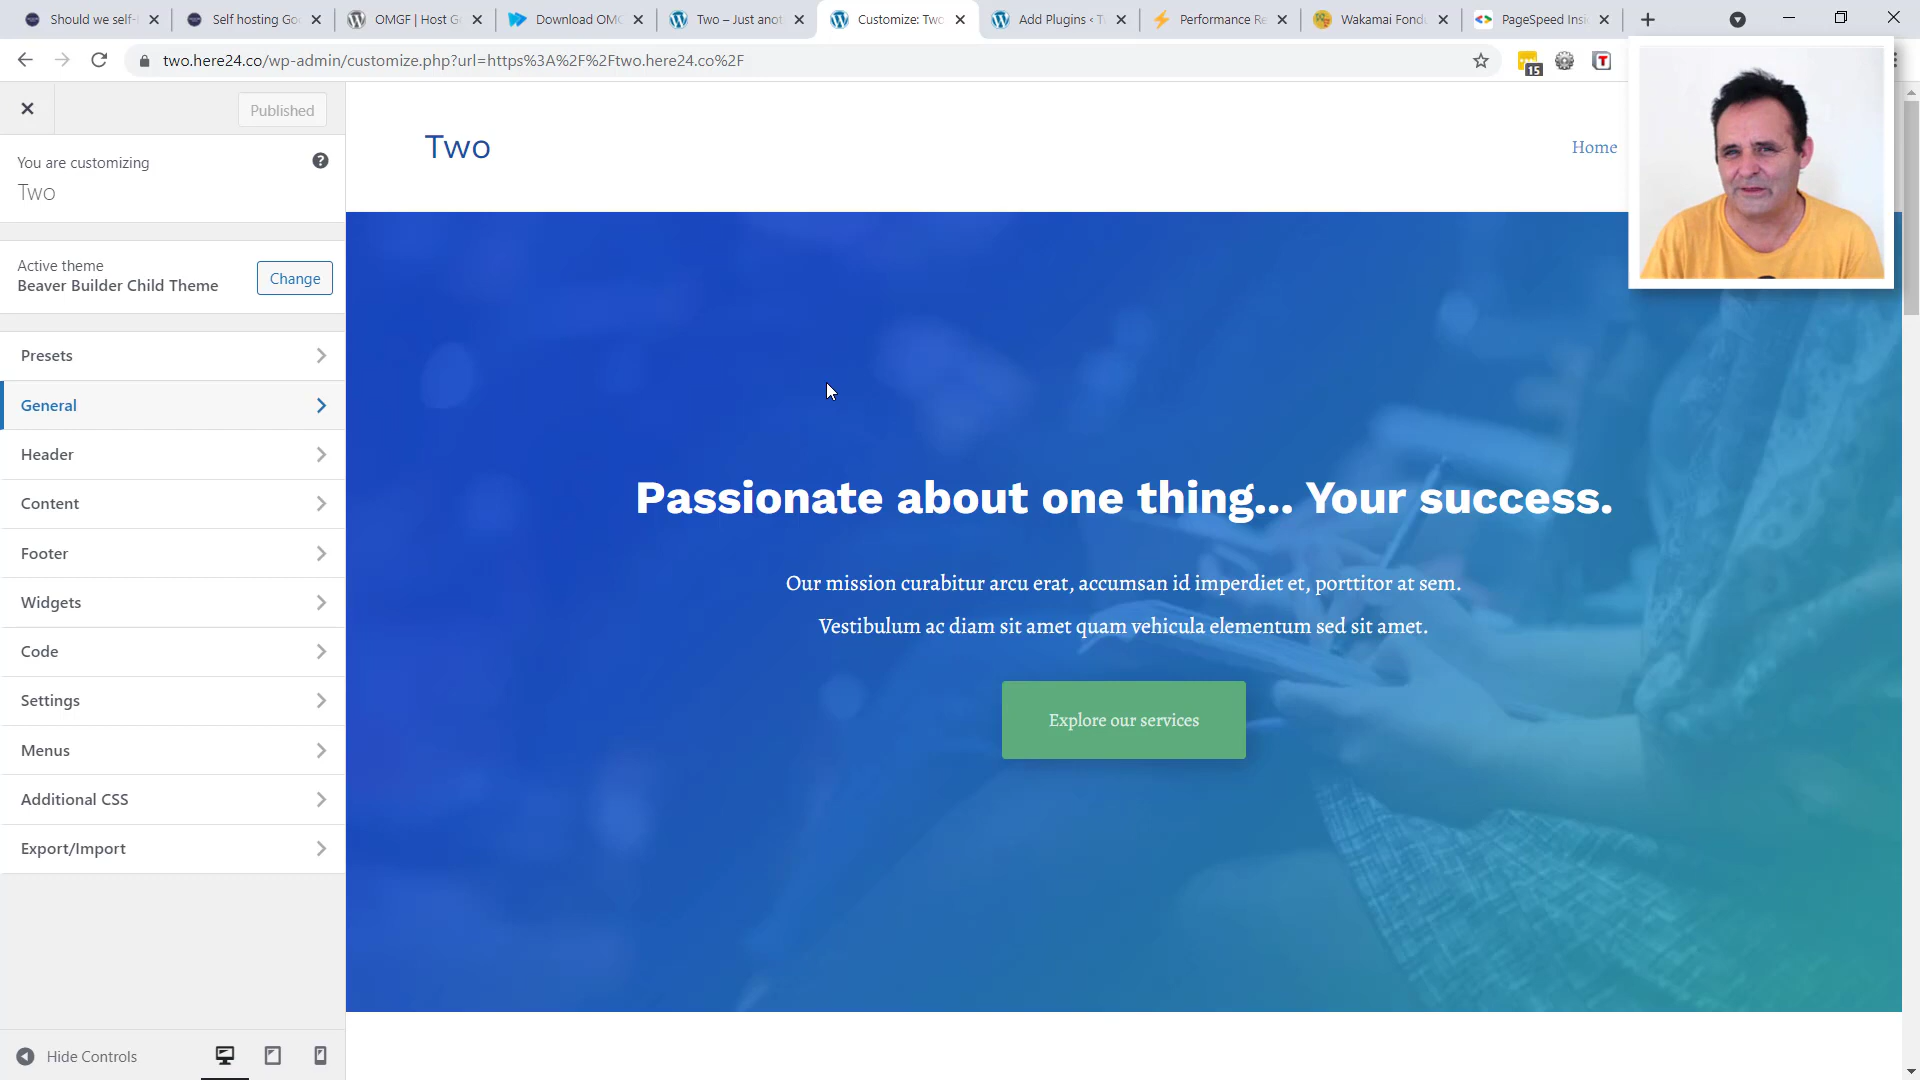 Should we self-
Self hosting Go
OMGF | Host G
Download OMG
Two – Just anot
Customize: Two
Add Plugins ‹ T
Performance Re
Wakamai Fond
PageSpeed Insi
two.here24.co/wp-admin/customize.php?url=https%3A%2F%2Ftwo.here24.co%2F
15
T
Published
You are customizing
Two
Active theme
Beaver Builder Child Theme
Change
Presets
General
Header
Content
Footer
Widgets
Code
Settings
Menus
Additional CSS
Export/Import
Hide Controls
Two
Home
Passionate about one thing... Your success.
Our mission curabitur arcu erat, accumsan id imperdiet et, porttitor at sem.
Vestibulum ac diam sit amet quam vehicula elementum sed sit amet.
Explore our services